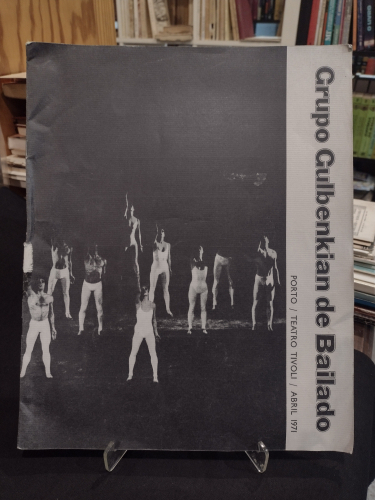 Grupo Gulbenkian de Bailado
PORTO / TEATRO TIVOLI / ABRIL 1971